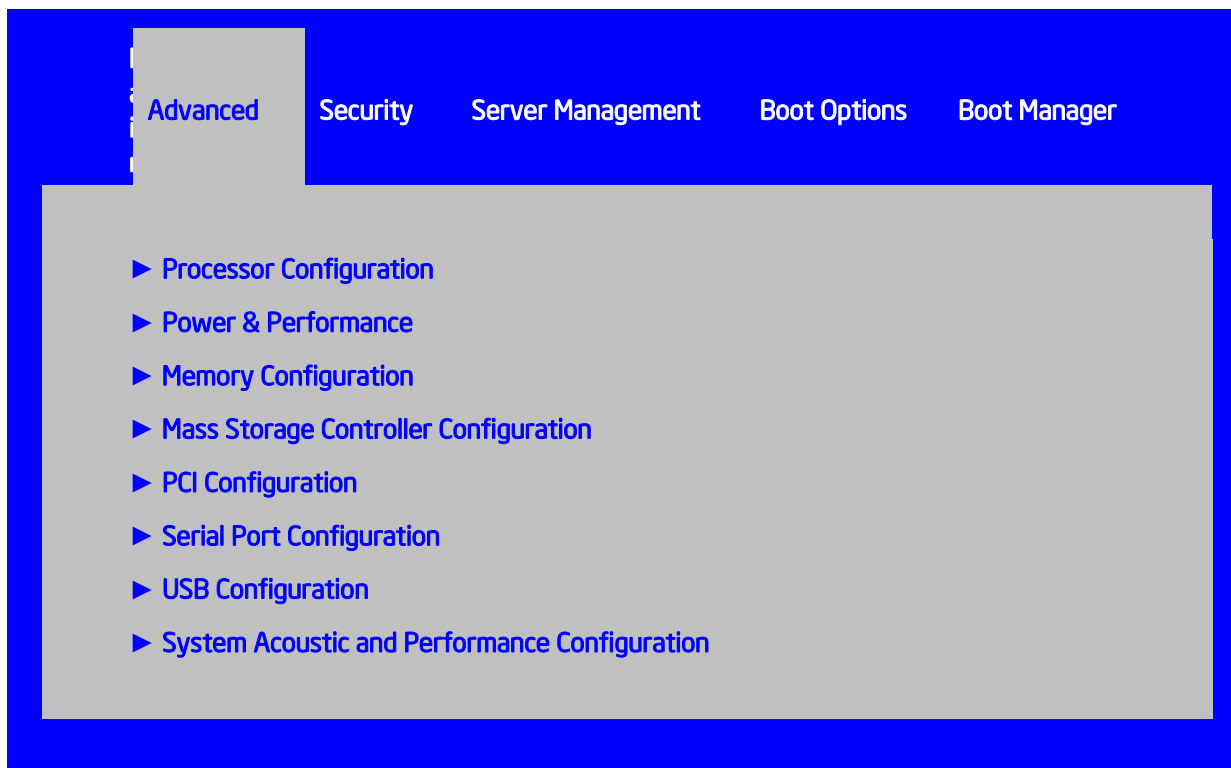 Advanced Security Server Management Boot Options Boot Manager
► Processor Configuration
► Power & Performance
► Memory Configuration
► Mass Storage Controller Configuration
► PCI Configuration
► Serial Port Configuration
► USB Configuration
► System Acoustic and Performance Configuration